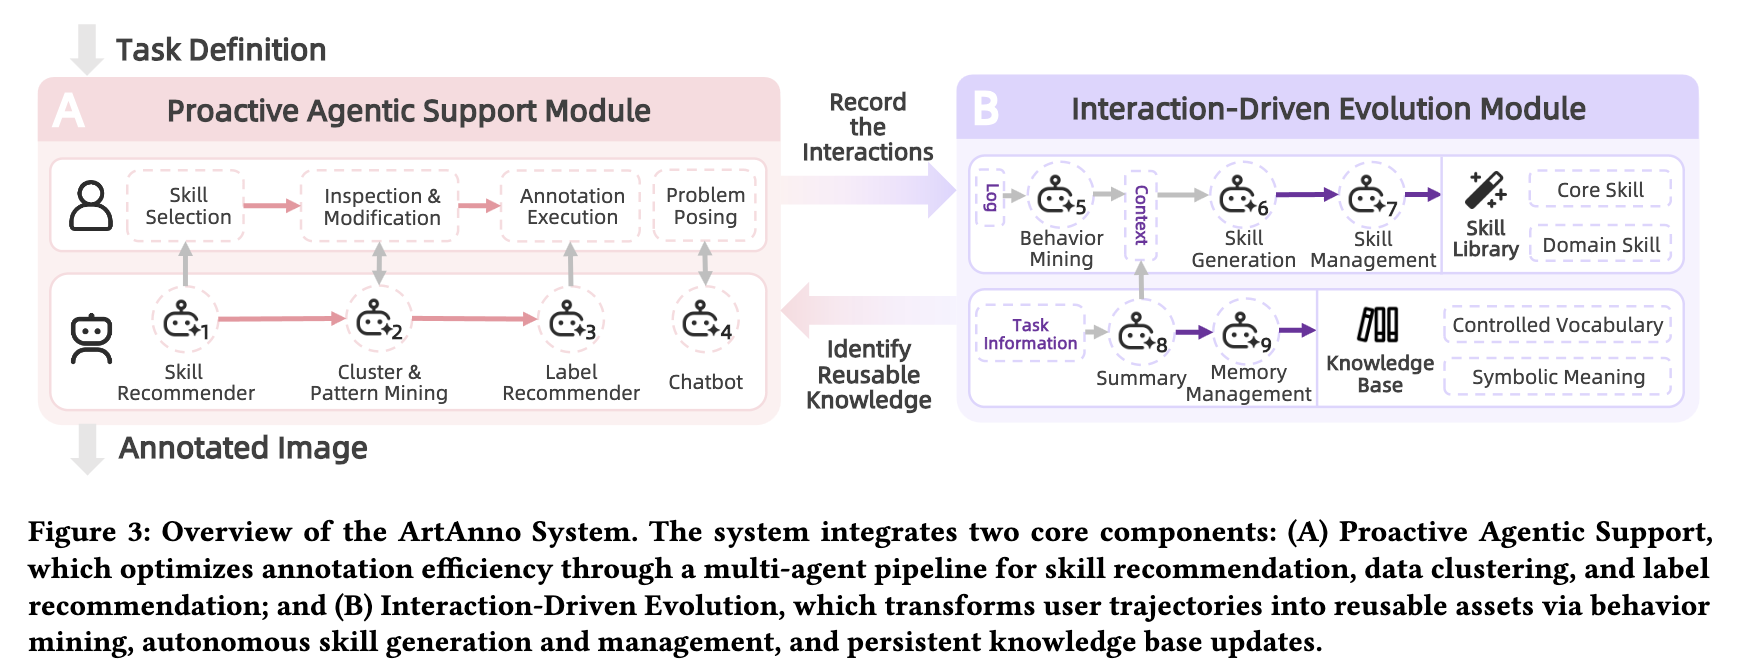 Task Definition
A
Proactive Agentic Support Module
Skill
Selection
Inspection &
Modification
Annotation
Execution
Problem
Posing
1
2
3
4
Skill
Recommender
Cluster &
Pattern Mining
Label
Recommender
Chatbot
Annotated Image
Record
the
Interactions
Identify
Reusable
Knowledge
B
Interaction-Driven Evolution Module
Log
5
Behavior
Mining
Context
6
Skill
Generation
7
Skill
Management
Skill
Library
Core Skill
Domain Skill
Task
Information
8
Summary
9
Memory
Management
Knowledge
Base
Controlled Vocabulary
Symbolic Meaning
Figure 3: Overview of the ArtAnno System. The system integrates two core components: (A) Proactive Agentic Support,
which optimizes annotation efficiency through a multi-agent pipeline for skill recommendation, data clustering, and label
recommendation; and (B) Interaction-Driven Evolution, which transforms user trajectories into reusable assets via behavior
mining, autonomous skill generation and management, and persistent knowledge base updates.